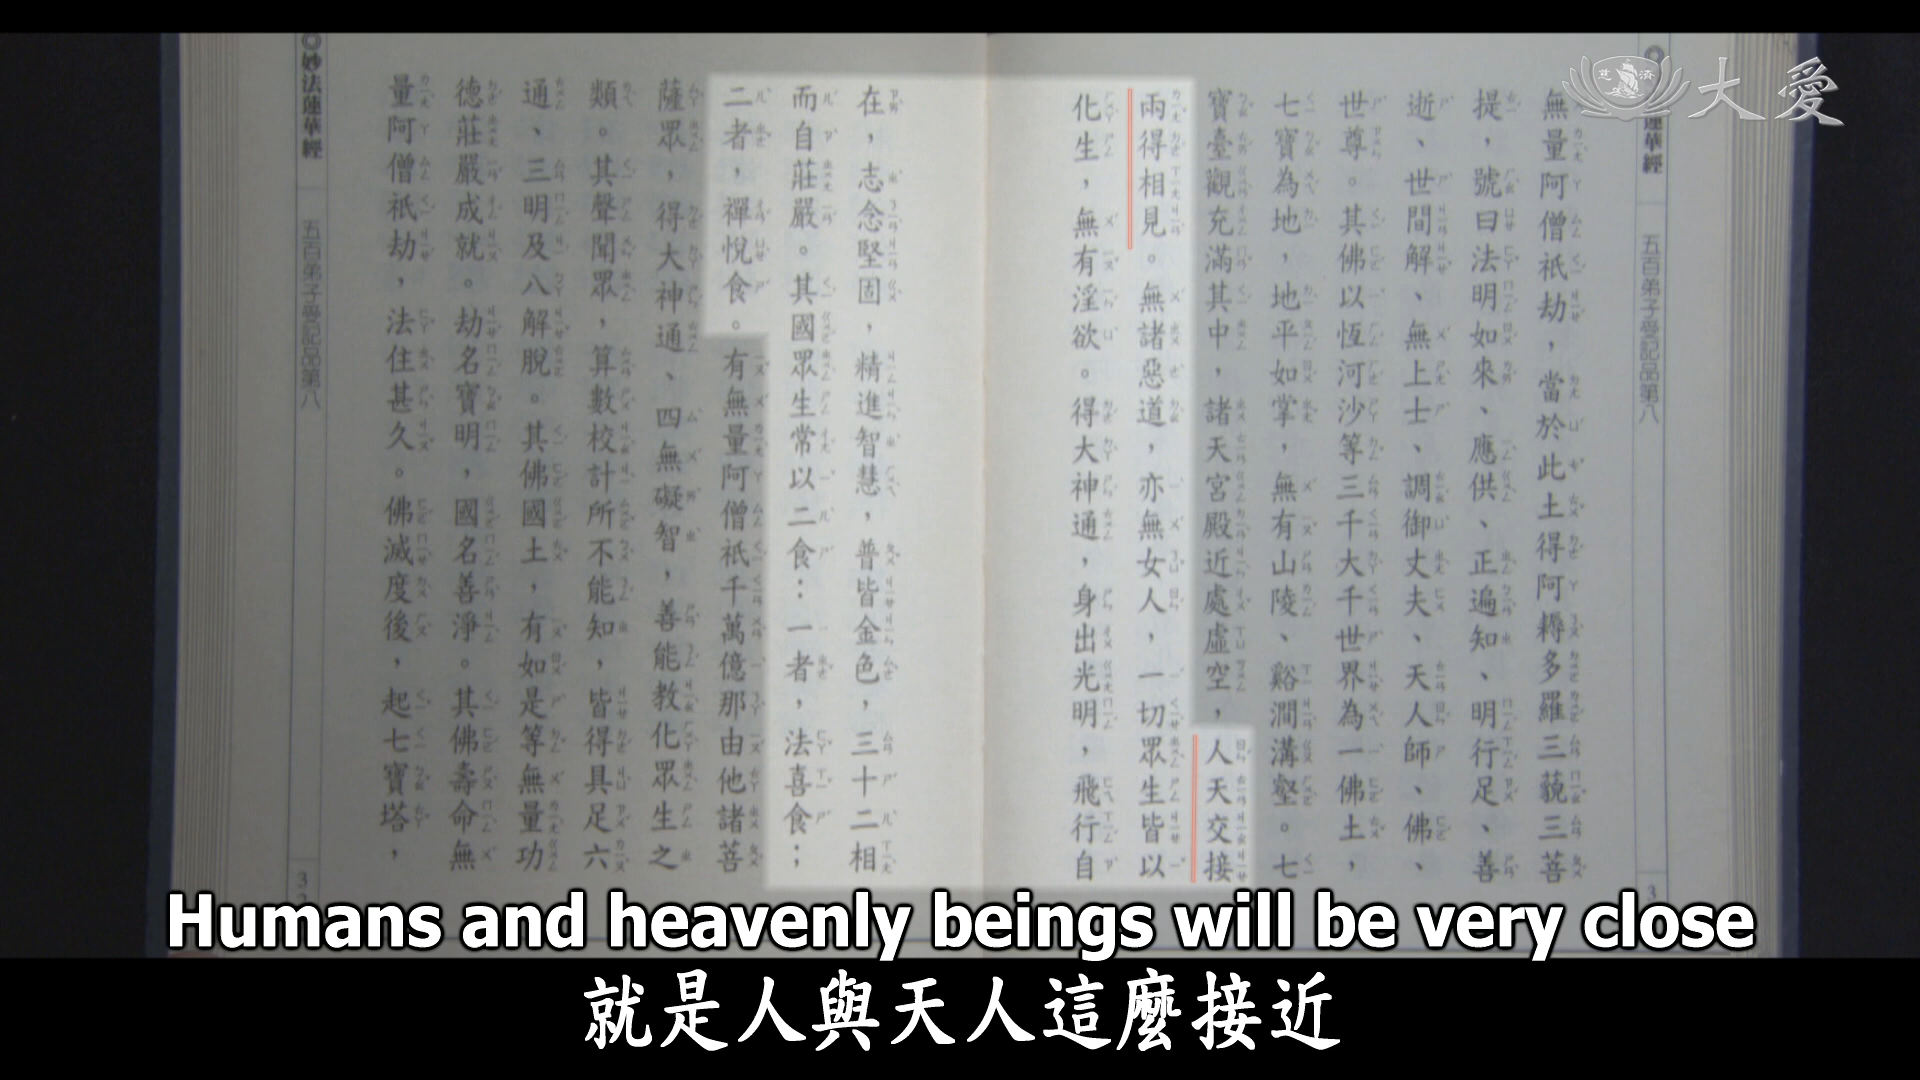 慈濟
大愛
蓮華經
五百弟子受記品第八
無量阿僧祇劫，當於此土得阿耨多羅三藐三菩
提，號曰法明如來、應供、正遍知、明行足、善
逝、世間解、無上士、調御丈夫、天人師、佛、
世尊。其佛以恆河沙等三千大千世界為一佛土，
七寶為地，地平如掌，無有山陵、谿澗溝壑。七
寶臺觀充滿其中，諸天宮殿近處虛空，人天交接
兩得相見。無諸惡道，亦無女人，一切眾生皆以
化生，無有淫欲。得大神通，身出光明，飛行自
在，志念堅固，精進智慧，普皆金色，三十二相
而自莊嚴。其國眾生常以二食：一者，法喜食；
二者，禪悅食。有無量阿僧祇千萬億那由他諸菩
薩眾，得大神通、四無礙智，善能教化眾生之
類。其聲聞眾，算數校計所不能知，皆得具足六
通、三明及八解脫。其佛國土，有如是等無量功
德莊嚴成就。劫名寶明，國名善淨。其佛壽命無
量阿僧祇劫，法住甚久。佛滅度後，起七寶塔，
◎妙法蓮華經
五百弟子受記品第八
Humans and heavenly beings will be very close
就是人與天人這麼接近